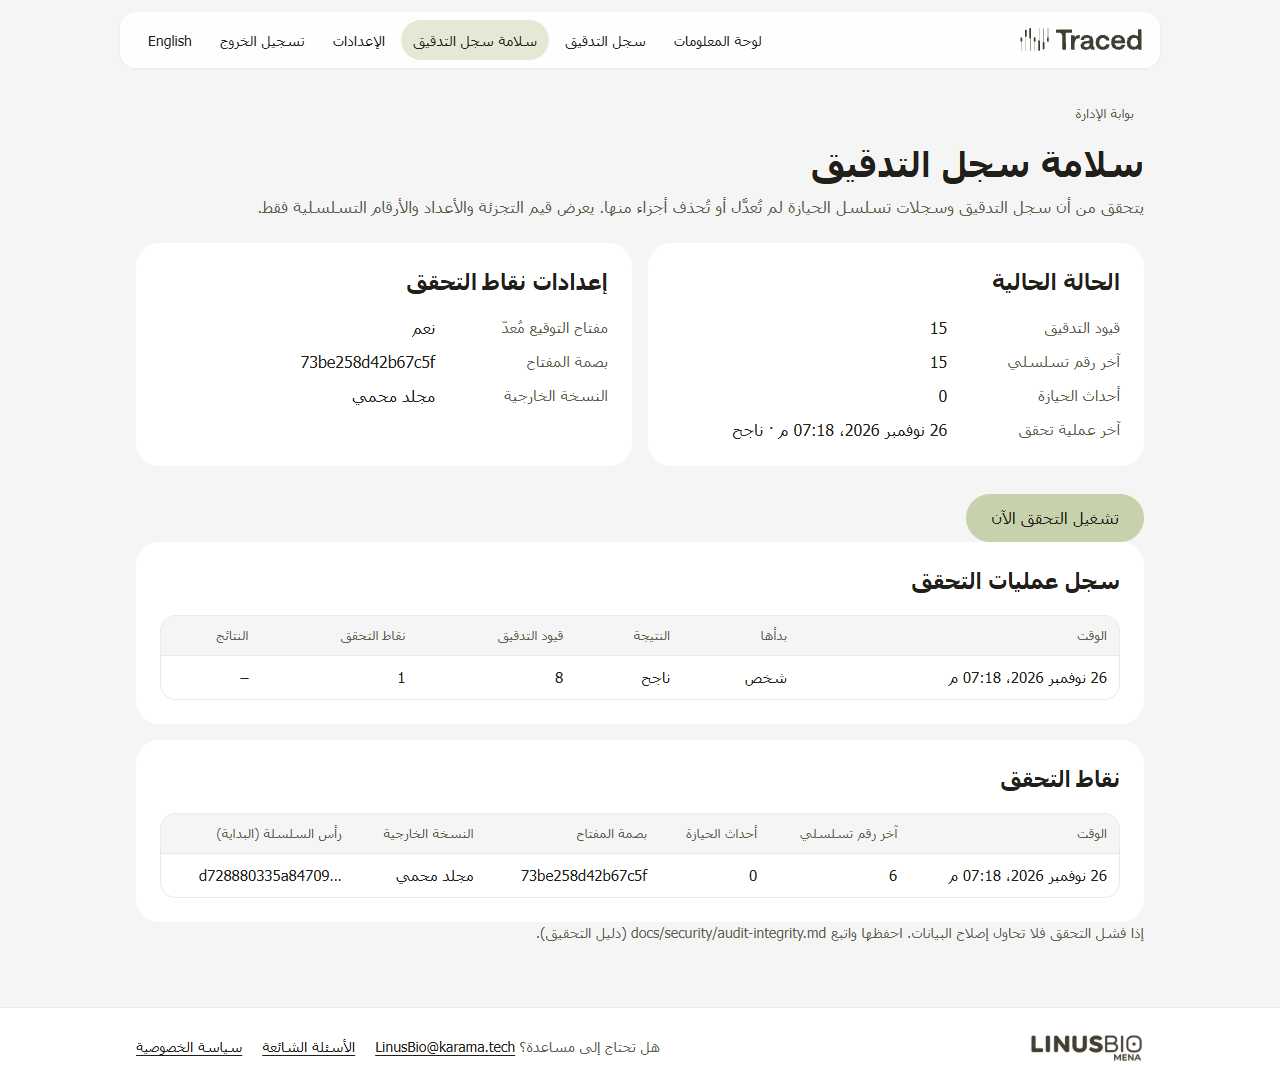 Traced
لوحة المعلومات سجل التدقيق سلامة سجل التدقيق الإعدادات تسجيل الخروج English
بوابة الإدارة
سلامة سجل التدقيق
يتحقق من أن سجل التدقيق وسجلات تسلسل الحيازة لم تُعدَّل أو تُحذف أجزاء منها. يعرض قيم التجزئة والأعداد والأرقام التسلسلية فقط.
الحالة الحالية
قيود التدقيق 15
آخر رقم تسلسلي 15
أحداث الحيازة 0
آخر عملية تحقق 26 نوفمبر 2026، 07:18 م · ناجح
إعدادات نقاط التحقق
مفتاح التوقيع مُعدّ نعم
بصمة المفتاح 73be258d42b67c5f
النسخة الخارجية مجلد محمي
تشغيل التحقق الآن
سجل عمليات التحقق
الوقت بدأها النتيجة قيود التدقيق نقاط التحقق النتائج
26 نوفمبر 2026، 07:18 م شخص ناجح 8 1 –
نقاط التحقق
الوقت آخر رقم تسلسلي أحداث الحيازة بصمة المفتاح النسخة الخارجية رأس السلسلة (البداية)
26 نوفمبر 2026، 07:18 م 6 0 73be258d42b67c5f مجلد محمي d728880335a84709...
إذا فشل التحقق فلا تحاول إصلاح البيانات. احفظها واتبع docs/security/audit-integrity.md (دليل التحقيق).
LINUSBIO
MENA
هل تحتاج إلى مساعدة؟ LinusBio@karama.tech الأسئلة الشائعة سياسة الخصوصية